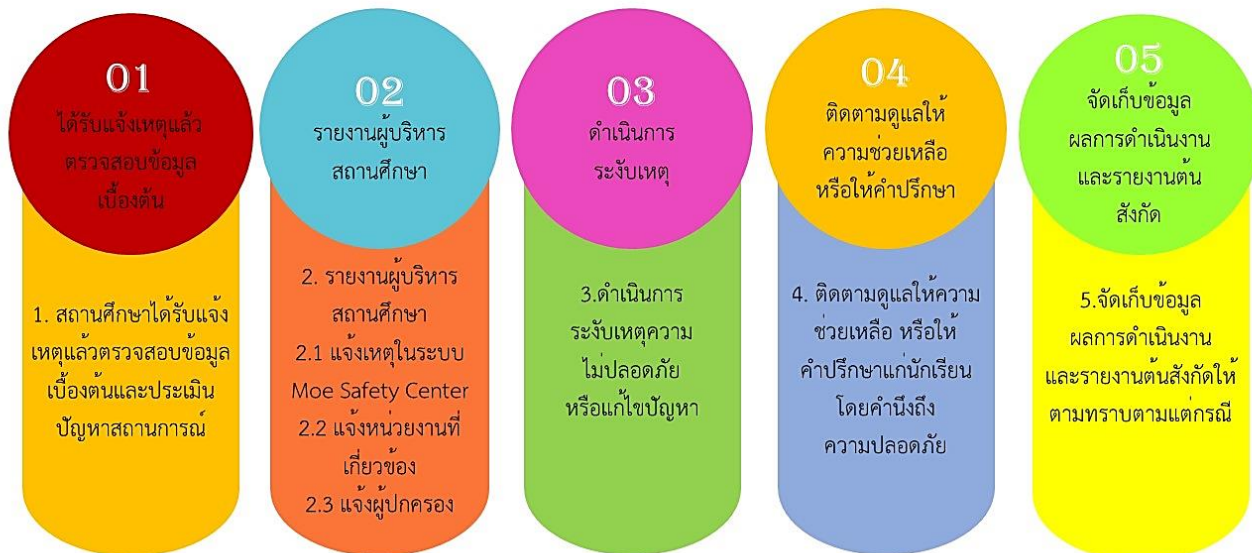 01
ได้รับแจ้งเหตุแล้ว
ตรวจสอบข้อมูล
เบื้องต้น
1. สถานศึกษาได้รับแจ้ง
เหตุแล้วตรวจสอบข้อมูล
เบื้องต้นและประเมิน
ปัญหาสถานการณ์
02
รายงานผู้บริหาร
สถานศึกษา
2. รายงานผู้บริหาร
สถานศึกษา
2.1 แจ้งเหตุในระบบ
Moe Safety Center
2.2 แจ้งหน่วยงานที่
เกี่ยวข้อง
2.3 แจ้งผู้ปกครอง
03
ดำเนินการ
ระงับเหตุ
3.ดำเนินการ
ระงับเหตุความ
ไม่ปลอดภัย
หรือแก้ไขปัญหา
04
ติดตามดูแลให้
ความช่วยเหลือ
หรือให้คำปรึกษา
4. ติดตามดูแลให้ความ
ช่วยเหลือ หรือให้
คำปรึกษาแก่นักเรียน
โดยคำนึงถึง
ความปลอดภัย
05
จัดเก็บข้อมูล
ผลการดำเนินงาน
และรายงานต้น
สังกัด
5.จัดเก็บข้อมูล
ผลการดำเนินงาน
และรายงานต้นสังกัดให้
ตามทราบตามแต่กรณี